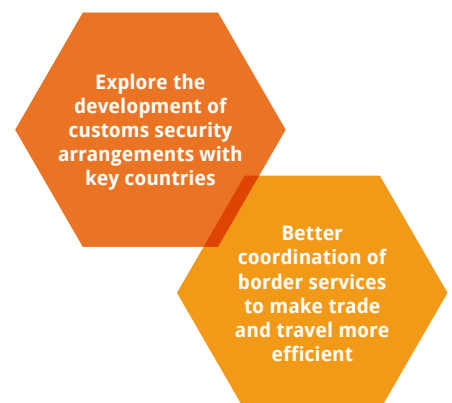 Explore the
development of
customs security
arrangements with
key countries
Better
coordination of
border services
to make trade
and travel more
efficient